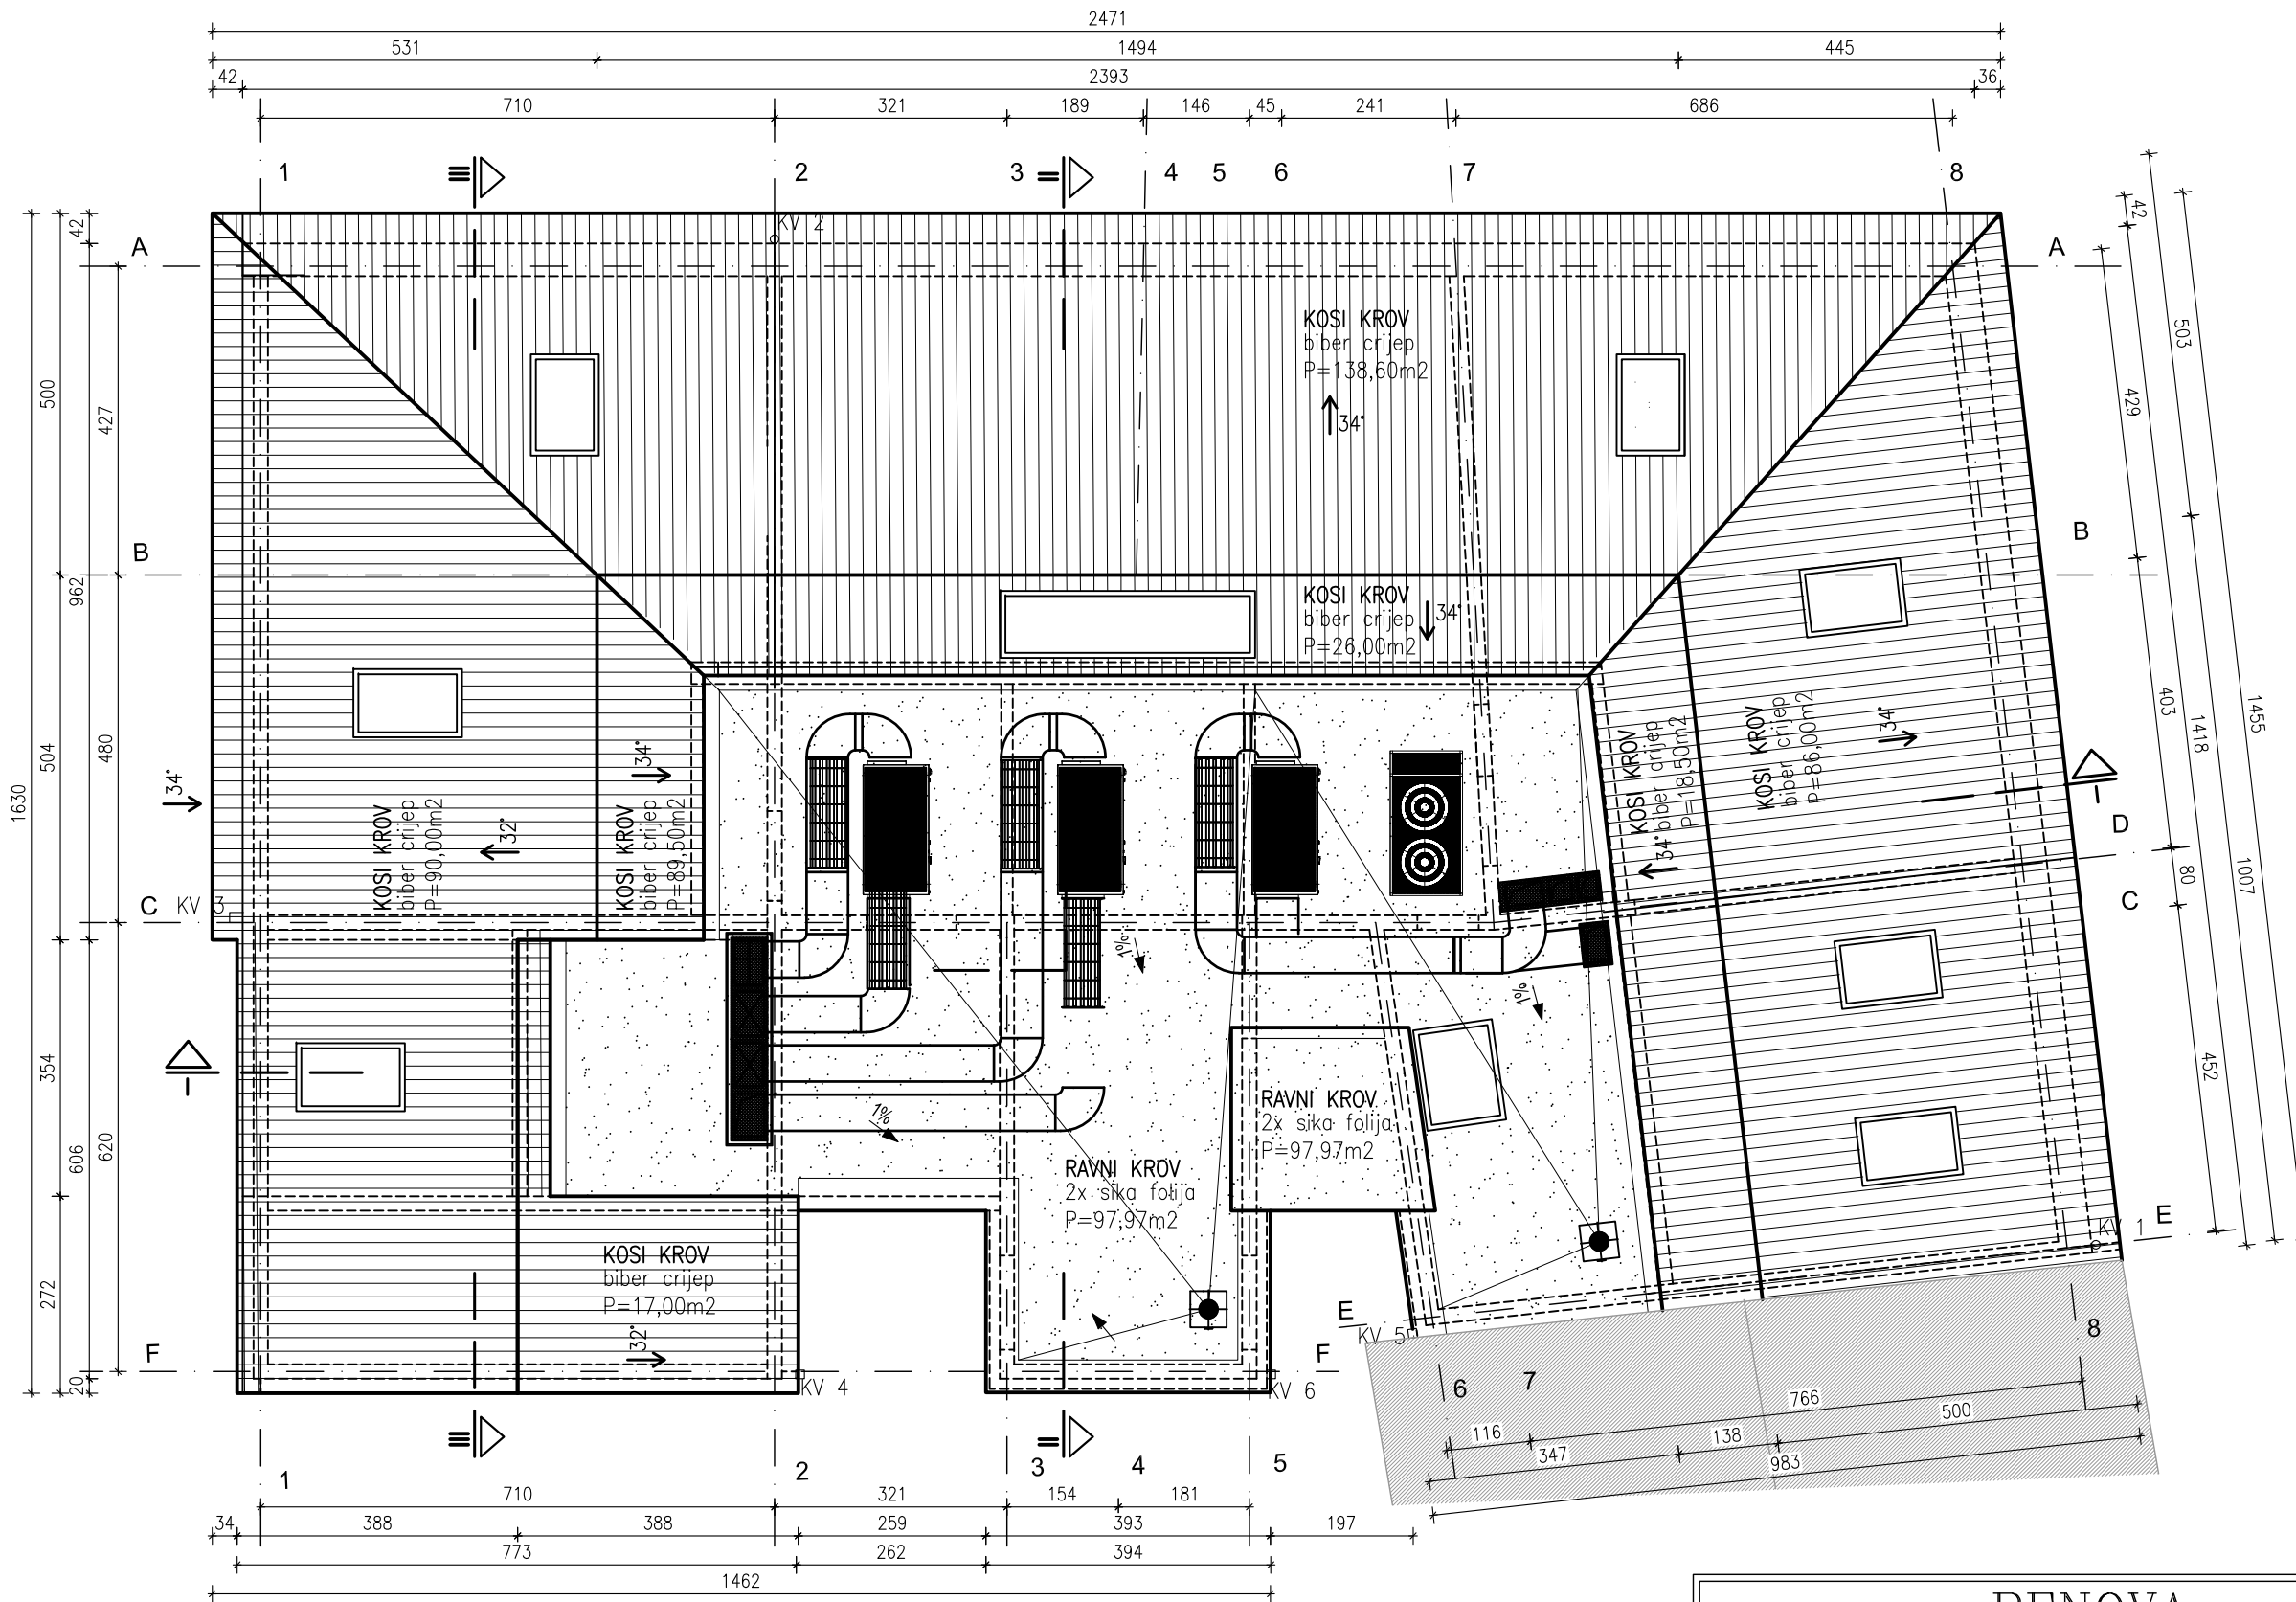 2471
531 1494 445
42 2393 36
710 321 189 146 45 241 686
1 2 3 4 5 6 7 8
KV 2
A A
42
42
503
KOSI KROV
biber crijep
P=138,60m2
34°
500
427
429
B B
962
KOSI KROV
biber crijep
P=26,00m2
34°
1630
504
480
34°
KOSI KROV
biber crijep
P=90,00m2
32°
34°
KOSI KROV
biber crijep
P=89,50m2
KOSI KROV
biber crijep
P=18,50m2
34°
KOSI KROV
biber crijep
P=86,00m2
34°
403
1418
1455
D
C KV 3 C
80
1007
1%
1%
354
452
606
620
1%
RAVNI KROV
2x sika folija
P=97,97m2
RAVNI KROV
2x sika folija
P=97,97m2
KV 1 E
KOSI KROV
biber crijep
P=17,00m2
272
32°
E
KV 5
F F
20
KV 4 KV 6
8
6 7
766
500
116
138
347
983
1 2 3 4 5
710 321 154 181
34 388 388 259 393 197
773 262 394
1462
RENOVA